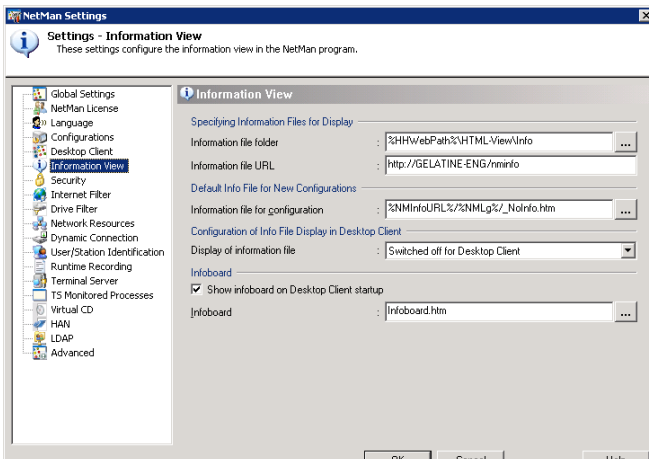 NetMan Settings
Settings - Information View
These settings configure the information view in the NetMan program.
Global Settings
NetMan License
Language
Configurations
Desktop Client
Information View
Security
Internet Filter
Drive Filter
Network Resources
Dynamic Connection
User/Station Identification
Runtime Recording
Terminal Server
TS Monitored Processes
Virtual CD
HAN
LDAP
Advanced
Information View
Specifying Information Files for Display
Information file folder : %HHWebPath%\HTML-View\Info ...
Information file URL : http://GELATINE-ENG/nminfo
Default Info File for New Configurations
Information file for configuration : %NMInfoURL%/%NMLg%/_NoInfo.htm ...
Configuration of Info File Display in Desktop Client
Display of information file : Switched off for Desktop Client
Infoboard
Show infoboard on Desktop Client startup
Infoboard : Infoboard.htm ...
OK Cancel Help